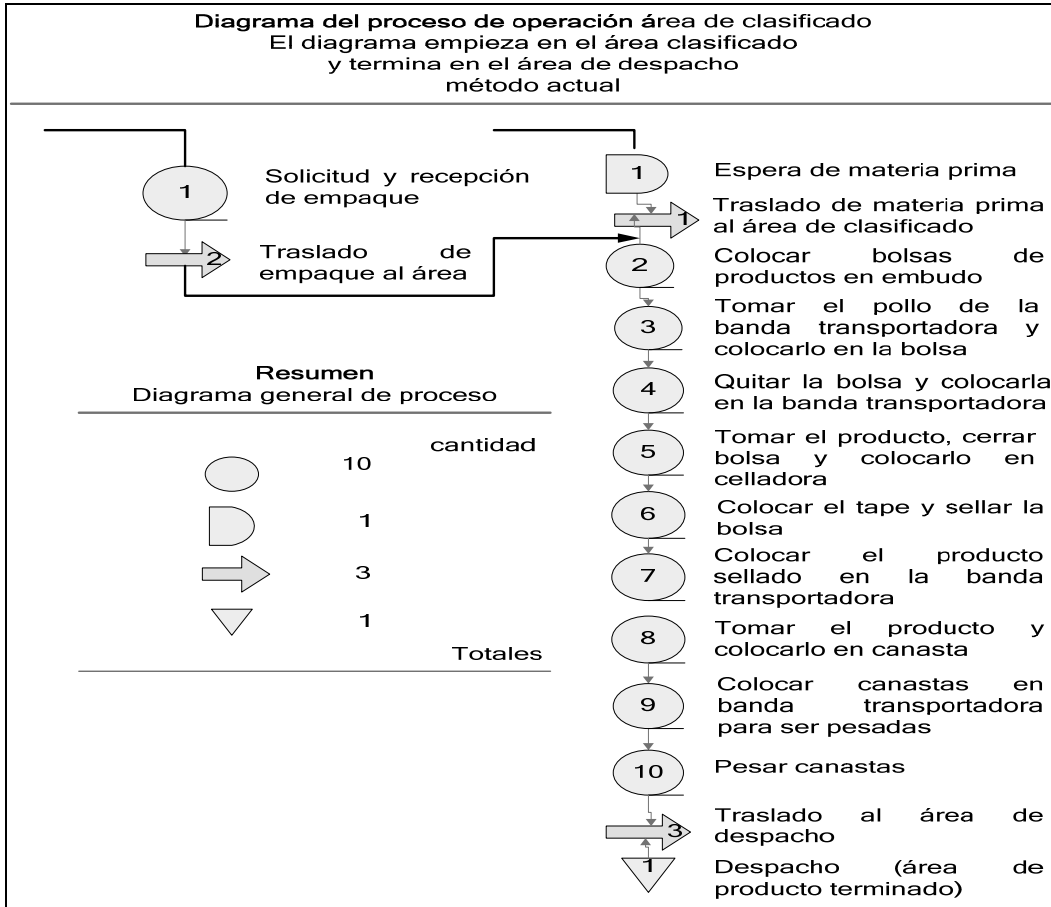 Diagrama del proceso de operación área de clasificado
El diagrama empieza en el área clasificado
y termina en el área de despacho
método actual
1
Solicitud y recepción
de empaque
2
Traslado de
empaque al área
Resumen
Diagrama general de proceso
cantidad
10
1
3
1
Totales
1
Espera de materia prima
1
Traslado de materia prima
al área de clasificado
2
Colocar bolsas de
productos en embudo
3
Tomar el pollo de la
banda transportadora y
colocarlo en la bolsa
4
Quitar la bolsa y colocarla
en la banda transportadora
5
Tomar el producto, cerrar
bolsa y colocarlo en
celladora
6
Colocar el tape y sellar la
bolsa
7
Colocar el producto
sellado en la banda
transportadora
8
Tomar el producto y
colocarlo en canasta
9
Colocar canastas en
banda transportadora
para ser pesadas
10
Pesar canastas
3
Traslado al área de
despacho
1
Despacho (área de
producto terminado)